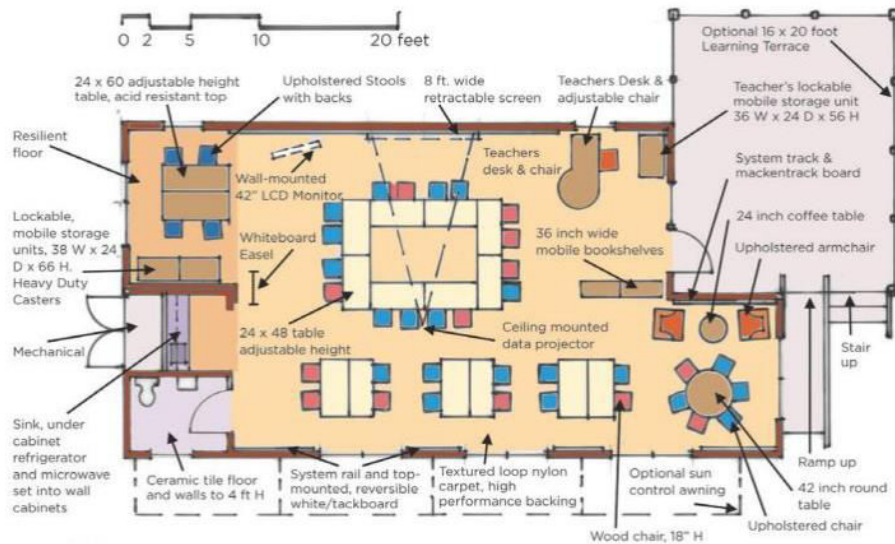 0 2 5 10 20 feet
24 x 60 adjustable height
table, acid resistant top
Upholstered Stools
with backs
8 ft. wide
retractable screen
Teachers Desk &
adjustable chair
Optional 16 x 20 foot
Learning Terrace
Teacher's lockable
mobile storage unit
36 W x 24 D x 56 H
Resilient
floor
Wall-mounted
42" LCD Monitor
Teachers
desk & chair
System track &
mackentrack board
24 inch coffee table
Lockable,
mobile storage
units, 38 W x 24
D x 66 H.
Heavy Duty
Casters
Whiteboard
Easel
36 inch wide
mobile bookshelves
Upholstered armchair
Mechanical
24 x 48 table
adjustable height
Ceiling mounted
data projector
Stair
up
Sink, under
cabinet
refrigerator
and microwave
set into wall
cabinets
Ceramic tile floor
and walls to 4 ft H
System rail and top-
mounted, reversible
white/tackboard
Textured loop nylon
carpet, high
performance backing
Optional sun
control awning
Wood chair, 18" H
Ramp up
42 inch round
table
Upholstered chair